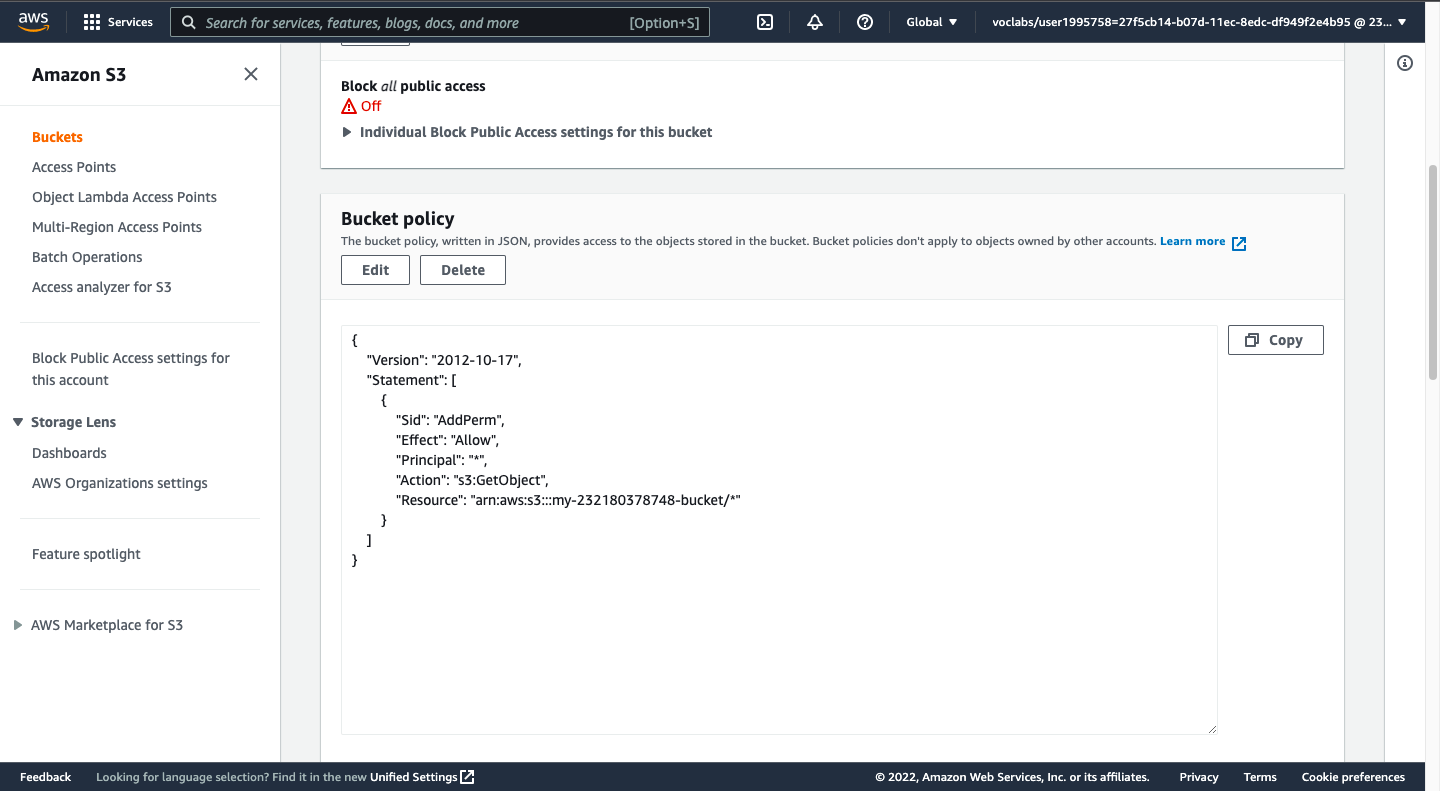 aws
Services
Search for services, features, blogs, docs, and more
[Option+S]
Global
voclabs/user1995758=27f5cb14-b07d-11ec-8edc-df949f2e4b95 @ 23...
Amazon S3
Buckets
Access Points
Object Lambda Access Points
Multi-Region Access Points
Batch Operations
Access analyzer for S3
Block Public Access settings for
this account
Storage Lens
Dashboards
AWS Organizations settings
Feature spotlight
AWS Marketplace for S3
Block all public access
Off
Individual Block Public Access settings for this bucket
Bucket policy
The bucket policy, written in JSON, provides access to the objects stored in the bucket. Bucket policies don't apply to objects owned by other accounts. Learn more
Edit
Delete
Copy
{
"Version": "2012-10-17",
"Statement": [
{
"Sid": "AddPerm",
"Effect": "Allow",
"Principal": "*",
"Action": "s3:GetObject",
"Resource": "arn:aws:s3:::my-232180378748-bucket/*"
}
]
}
Feedback
Looking for language selection? Find it in the new Unified Settings
© 2022, Amazon Web Services, Inc. or its affiliates.
Privacy
Terms
Cookie preferences